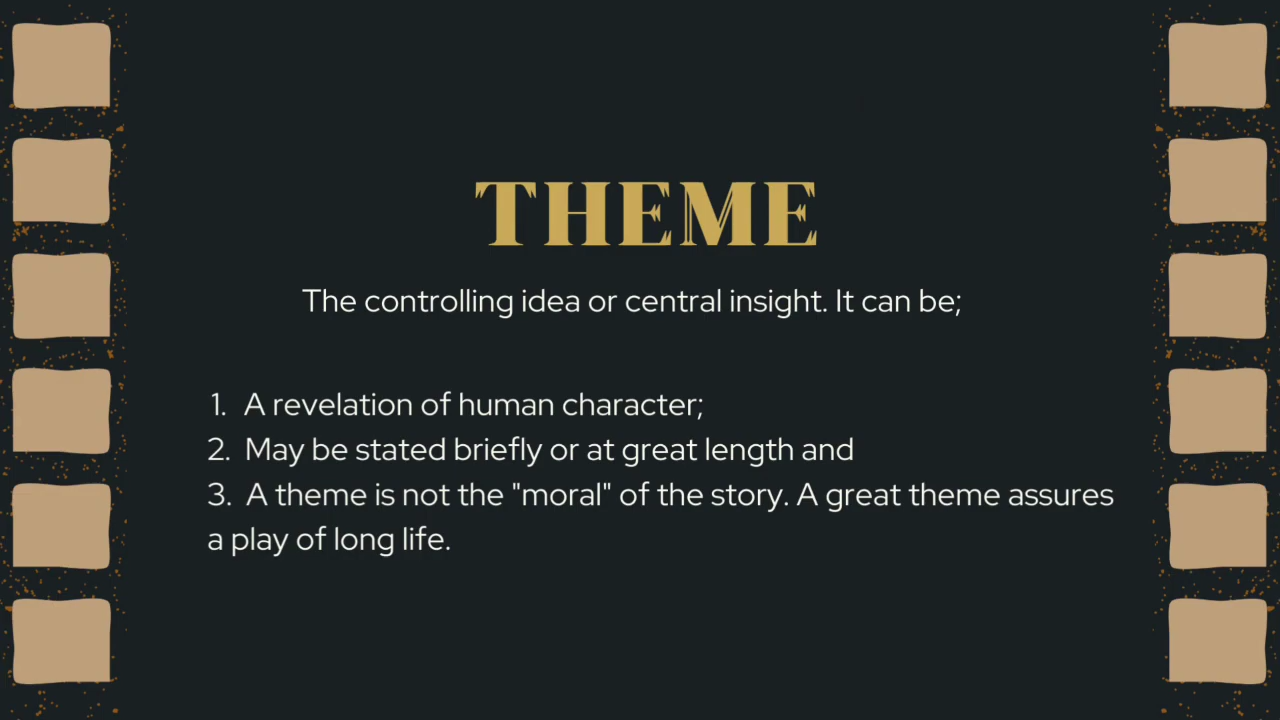 THEME
The controlling idea or central insight. It can be;
1. A revelation of human character;
2. May be stated briefly or at great length and
3. A theme is not the "moral" of the story. A great theme assures
a play of long life.